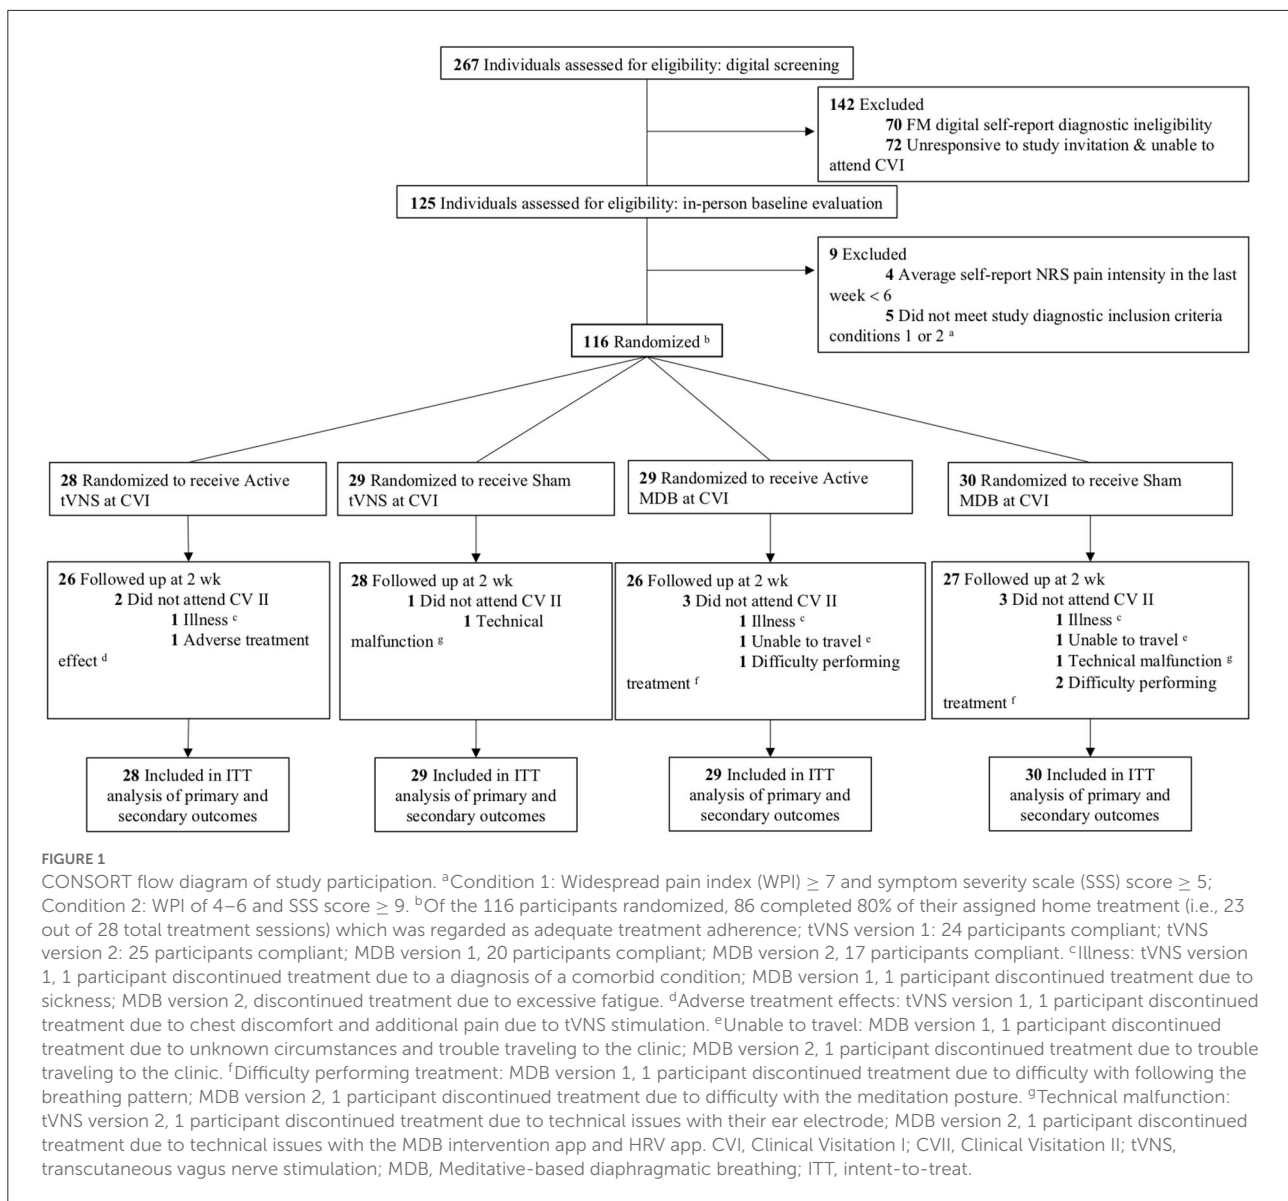 267 Individuals assessed for eligibility: digital screening
142 Excluded
70 FM digital self-report diagnostic ineligibility
72 Unresponsive to study invitation & unable to
attend CVI
125 Individuals assessed for eligibility: in-person baseline evaluation
9 Excluded
4 Average self-report NRS pain intensity in the last
week < 6
5 Did not meet study diagnostic inclusion criteria
conditions 1 or 2 a
116 Randomized b
28 Randomized to receive Active
tVNS at CVI
29 Randomized to receive Sham
tVNS at CVI
29 Randomized to receive Active
MDB at CVI
30 Randomized to receive Sham
MDB at CVI
26 Followed up at 2 wk
2 Did not attend CV II
1 Illness c
1 Adverse treatment
effect d
28 Followed up at 2 wk
1 Did not attend CV II
1 Technical
malfunction g
26 Followed up at 2 wk
3 Did not attend CV II
1 Illness c
1 Unable to travel e
1 Difficulty performing
treatment f
27 Followed up at 2 wk
3 Did not attend CV II
1 Illness c
1 Unable to travel e
1 Technical malfunction g
2 Difficulty performing
treatment f
28 Included in ITT
analysis of primary and
secondary outcomes
29 Included in ITT
analysis of primary and
secondary outcomes
29 Included in ITT
analysis of primary and
secondary outcomes
30 Included in ITT
analysis of primary and
secondary outcomes
FIGURE 1
CONSORT flow diagram of study participation. aCondition 1: Widespread pain index (WPI) ≥ 7 and symptom severity scale (SSS) score ≥ 5;
Condition 2: WPI of 4–6 and SSS score ≥ 9. bOf the 116 participants randomized, 86 completed 80% of their assigned home treatment (i.e., 23
out of 28 total treatment sessions) which was regarded as adequate treatment adherence; tVNS version 1: 24 participants compliant; tVNS
version 2: 25 participants compliant; MDB version 1, 20 participants compliant; MDB version 2, 17 participants compliant. cIllness: tVNS version
1, 1 participant discontinued treatment due to a diagnosis of a comorbid condition; MDB version 1, 1 participant discontinued treatment due to
sickness; MDB version 2, discontinued treatment due to excessive fatigue. dAdverse treatment effects: tVNS version 1, 1 participant discontinued
treatment due to chest discomfort and additional pain due to tVNS stimulation. eUnable to travel: MDB version 1, 1 participant discontinued
treatment due to unknown circumstances and trouble traveling to the clinic; MDB version 2, 1 participant discontinued treatment due to trouble
traveling to the clinic. fDifficulty performing treatment: MDB version 1, 1 participant discontinued treatment due to difficulty with following the
breathing pattern; MDB version 2, 1 participant discontinued treatment due to difficulty with the meditation posture. gTechnical malfunction:
tVNS version 2, 1 participant discontinued treatment due to technical issues with their ear electrode; MDB version 2, 1 participant discontinued
treatment due to technical issues with the MDB intervention app and HRV app. CVI, Clinical Visitation I; CVII, Clinical Visitation II; tVNS,
transcutaneous vagus nerve stimulation; MDB, Meditative-based diaphragmatic breathing; ITT, intent-to-treat.